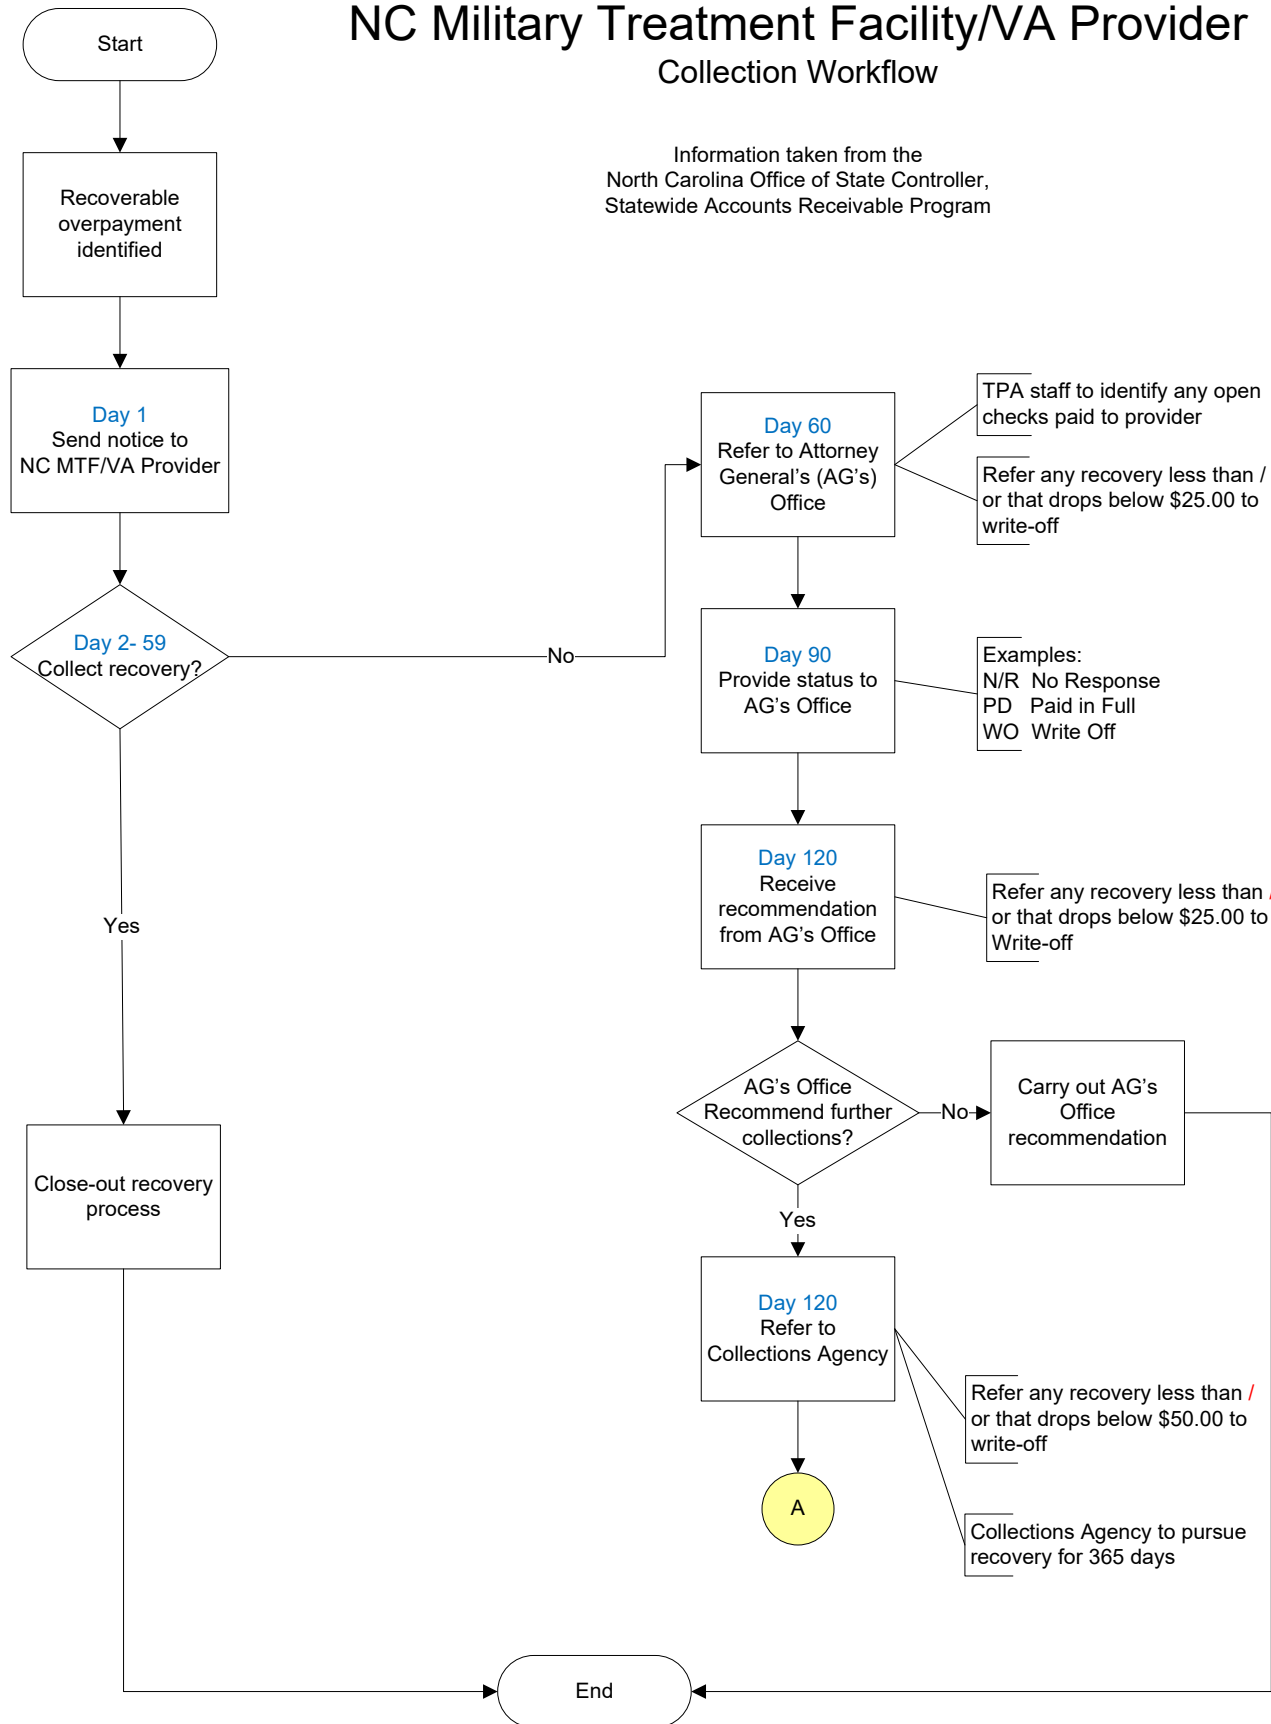 NC Military Treatment Facility/VA Provider
Collection Workflow
Information taken from the
North Carolina Office of State Controller,
Statewide Accounts Receivable Program
Start
Recoverable
overpayment
identified
Day 1
Send notice to
NC MTF/VA Provider
Day 2- 59
Collect recovery?
No
Yes
Close-out recovery
process
Day 60
Refer to Attorney
General’s (AG’s)
Office
TPA staff to identify any open
checks paid to provider
Refer any recovery less than /
or that drops below $25.00 to
write-off
Day 90
Provide status to
AG’s Office
Examples:
N/R  No Response
PD   Paid in Full
WO  Write Off
Day 120
Receive
recommendation
from AG’s Office
Refer any recovery less than /
or that drops below $25.00 to
Write-off
AG’s Office
Recommend further
collections?
No
Carry out AG’s
Office
recommendation
Yes
Day 120
Refer to
Collections Agency
Refer any recovery less than /
or that drops below $50.00 to
write-off
Collections Agency to pursue
recovery for 365 days
A
End